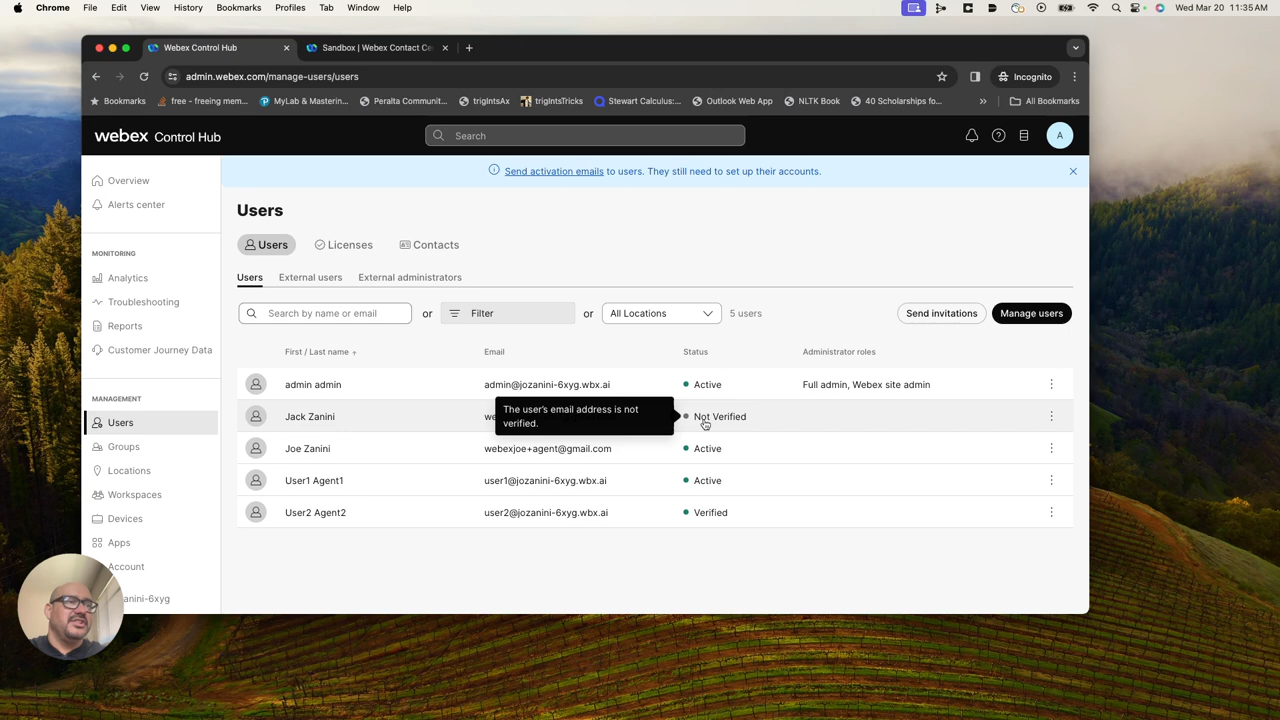 Chrome File Edit View History Bookmarks Profiles Tab Window Help Wed Mar 20 11:35 AM
Webex Control Hub
Sandbox | Webex Contact Ce
admin.webex.com/manage-users/users
Incognito
Bookmarks
free - freeing mem...
MyLab & Masterin...
Peralta Communit...
trigIntsAx
trigIntsTricks
Stewart Calculus:...
Outlook Web App
NLTK Book
40 Scholarships fo...
All Bookmarks
webex Control Hub
Search
A
Send activation emails to users. They still need to set up their accounts.
Overview
Alerts center
MONITORING
Analytics
Troubleshooting
Reports
Customer Journey Data
MANAGEMENT
Users
Groups
Locations
Workspaces
Devices
Apps
Account
anini-6xyg
Users
Users Licenses Contacts
Users External users External administrators
Search by name or email or Filter or All Locations 5 users Send invitations Manage users
First / Last name Email Status Administrator roles
admin admin admin@jozanini-6xyg.wbx.ai Active Full admin, Webex site admin
Jack Zanini we Not Verified
The user's email address is not
verified.
Joe Zanini webexjoe+agent@gmail.com Active
User1 Agent1 user1@jozanini-6xyg.wbx.ai Active
User2 Agent2 user2@jozanini-6xyg.wbx.ai Verified